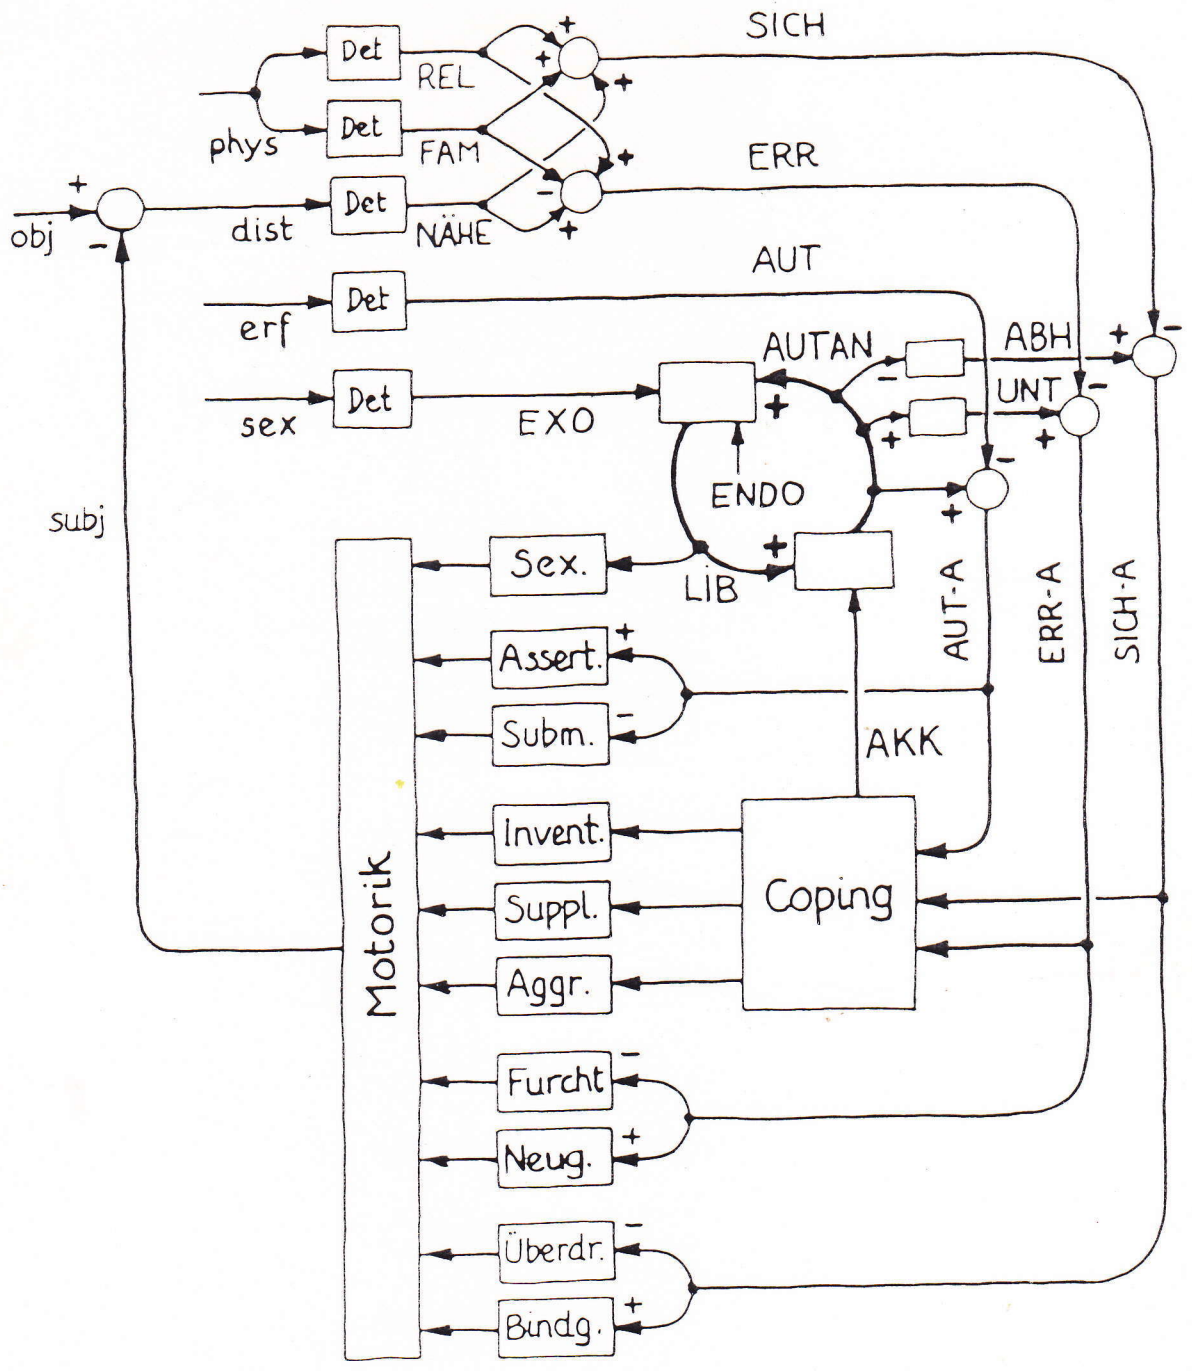 SICH
+
Det
REL
+
+
phys
Det
FAM
+
ERR
+
-
+
obj
-
dist
Det
NÄHE
+
AUT
erf
Det
sex
Det
EXO
AUTAN
-
ABH
+
-
+
+
UNT
-
+
ENDO
-
+
subj
Sex.
LIB
+
AUT-A
ERR-A
SICH-A
Assert.
+
Subm.
-
AKK
Motorik
Invent.
Suppl.
Aggr.
Coping
Furcht
-
Neug.
+
Überdr.
-
Bindg.
+